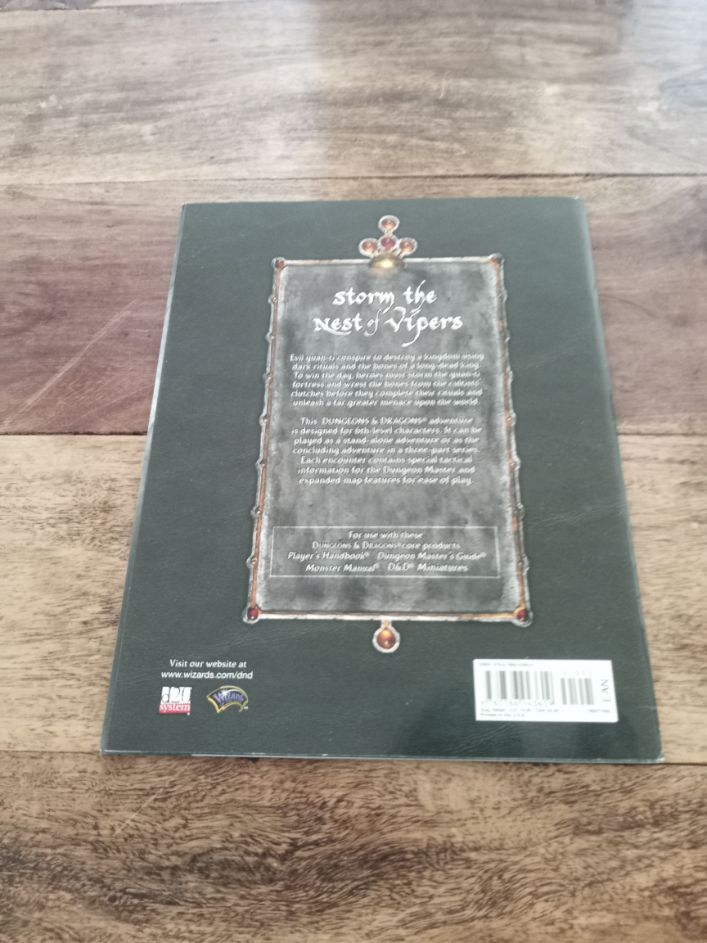 Storm the
Nest of Vipers
Evil yuan-ti conspire to destroy a kingdom using
dark rituals and the bones of a long-dead king.
To win the day, heroes must storm the yuan-ti
fortress and wrest the bones from the cultists'
clutches before they complete their rituals and
unleash a far greater menace upon the world.
This DUNGEONS & DRAGONS® adventure
is designed for 6th-level characters. It can be
played as a stand-alone adventure or as the
concluding adventure in a three-part series.
Each encounter contains special tactical
information for the Dungeon Master and
expanded map features for ease of play.
For use with these
DUNGEONS & DRAGONS® core products
Player's Handbook® Dungeon Master's Guide®
Monster Manual® D&D® Miniatures
Visit our website at
www.wizards.com/dnd
d20
system
Wizards
EAN